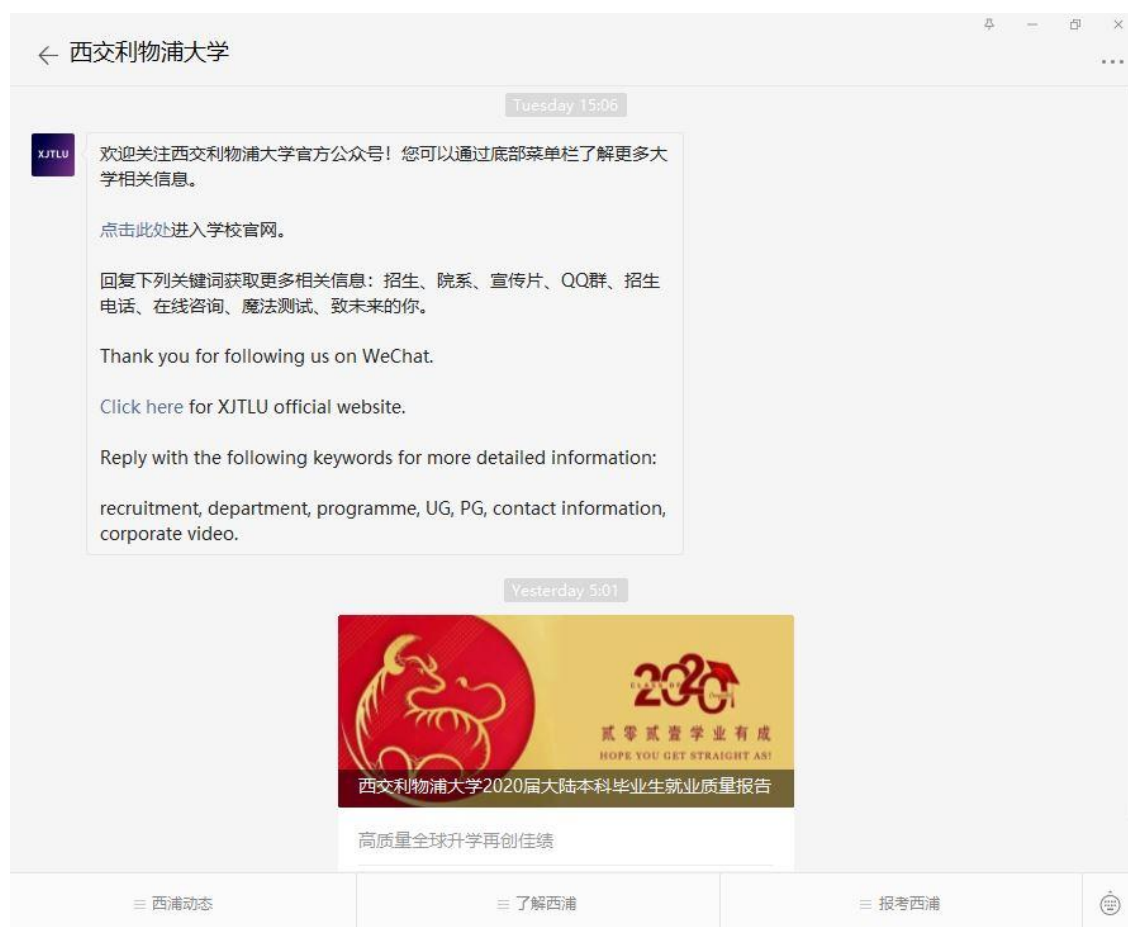 西交利物浦大学
Tuesday 15:06
XJTLU
欢迎关注西交利物浦大学官方公众号！您可以通过底部菜单栏了解更多大
学相关信息。
点击此处进入学校官网。
回复下列关键词获取更多相关信息：招生、院系、宣传片、QQ群、招生
电话、在线咨询、魔法测试、致未来的你。
Thank you for following us on WeChat.
Click here for XJTLU official website.
Reply with the following keywords for more detailed information:
recruitment, department, programme, UG, PG, contact information,
corporate video.
Yesterday 5:01
CLASS OF
2020
贰零贰壹学业有成
HOPE YOU GET STRAIGHT AS!
西交利物浦大学2020届大陆本科毕业生就业质量报告
高质量全球升学再创佳绩
西浦动态
了解西浦
报考西浦